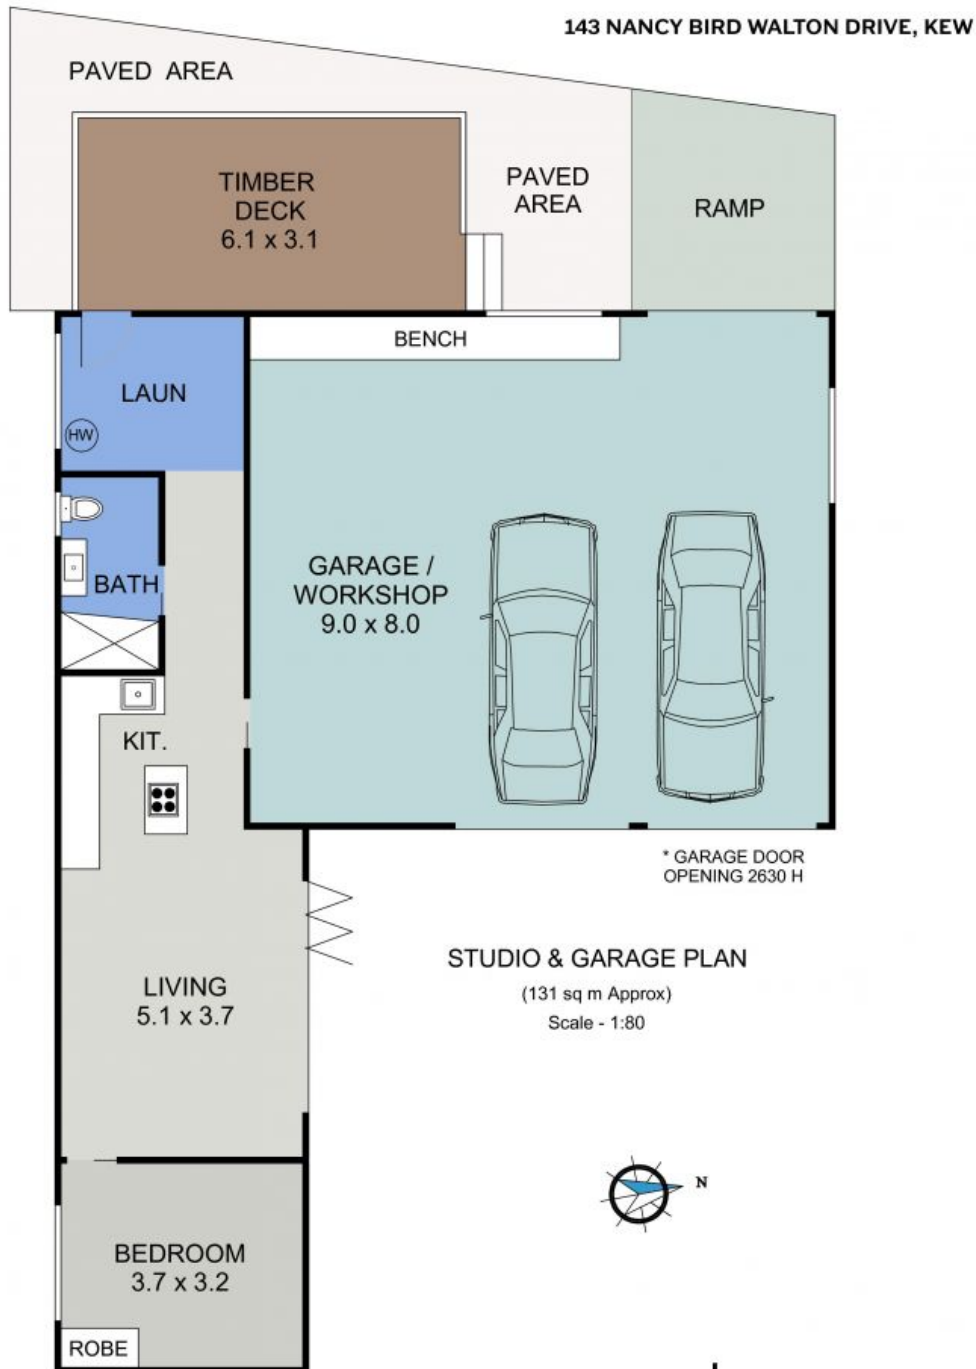 143 NANCY BIRD WALTON DRIVE, KEW
PAVED AREA
TIMBER
DECK
6.1 x 3.1
PAVED
AREA
RAMP
BENCH
LAUN
HW
BATH
GARAGE /
WORKSHOP
9.0 x 8.0
KIT.
* GARAGE DOOR
OPENING 2630 H
STUDIO & GARAGE PLAN
(131 sq m Approx)
Scale - 1:80
LIVING
5.1 x 3.7
N
BEDROOM
3.7 x 3.2
ROBE